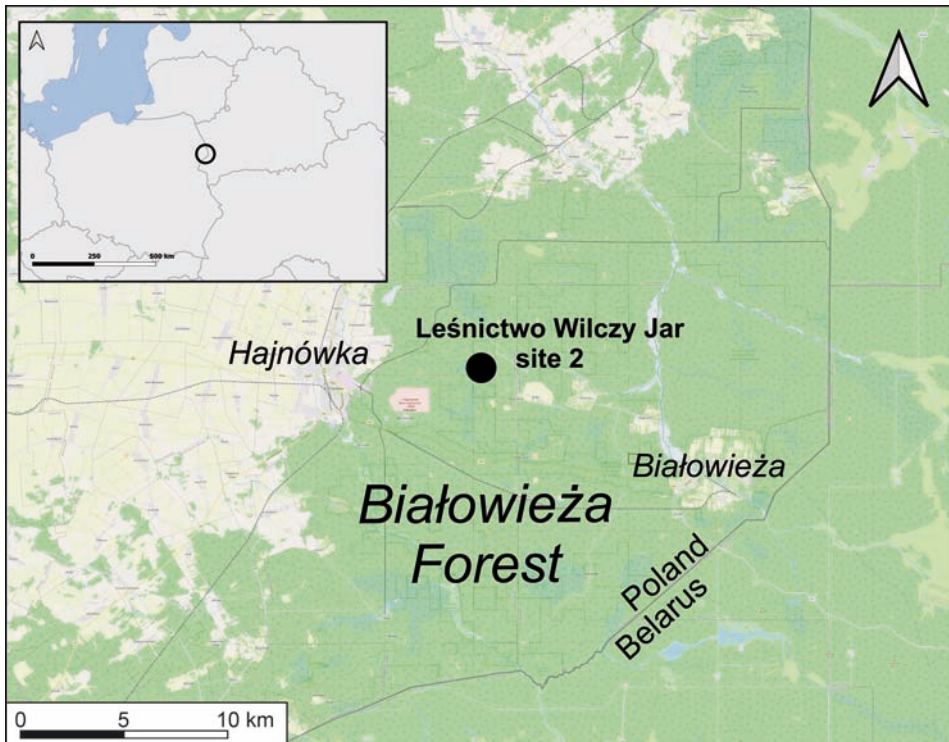 0 250 500 km
Leśnictwo Wilczy Jar
site 2
Hajnówka
Białowieża
Białowieża
Forest
Poland
Belarus
0 5 10 km